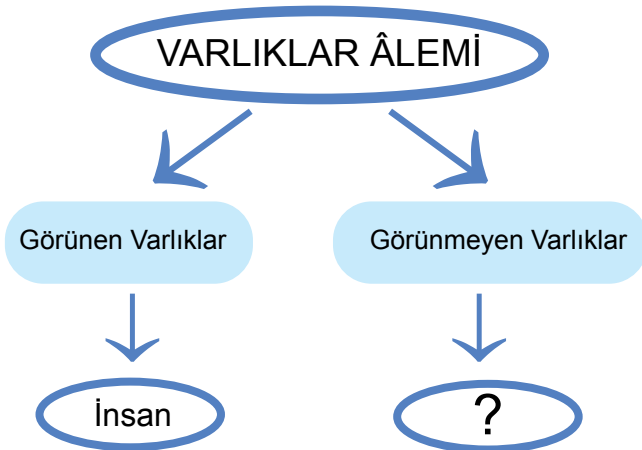 VARLIKLAR ÂLEMİ
Görünen Varlıklar
Görünmeyen Varlıklar
İnsan
?